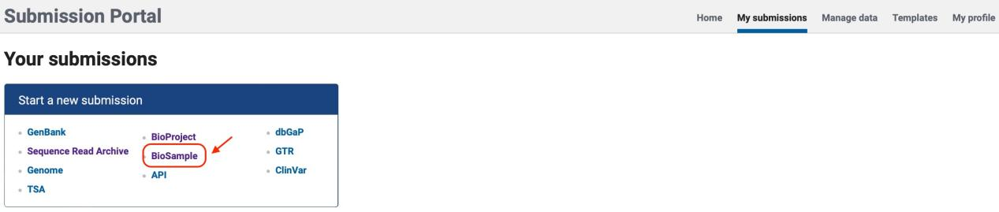 Submission Portal
Home My submissions Manage data Templates My profile
Your submissions
Start a new submission
GenBank
Sequence Read Archive
Genome
TSA
BioProject
BioSample
API
dbGaP
GTR
ClinVar